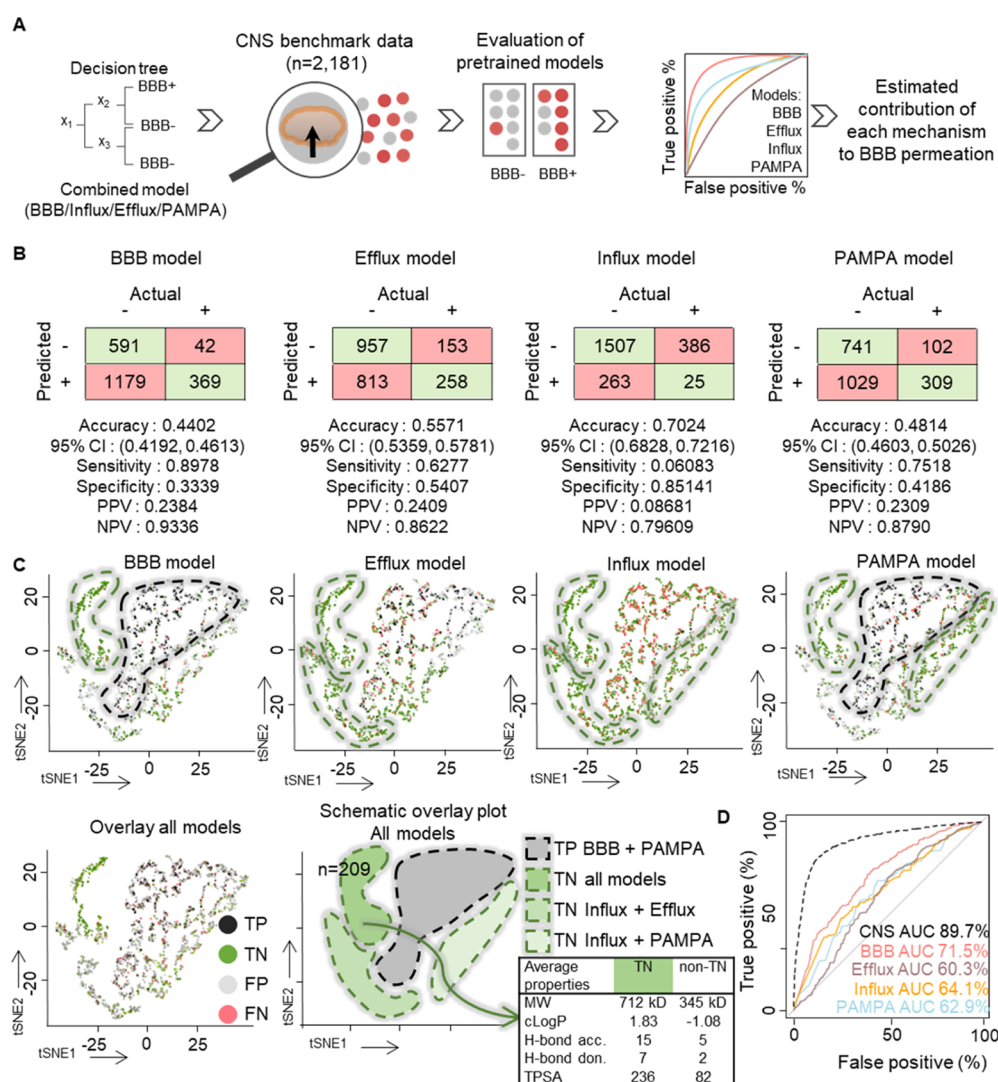 A
Decision tree
x1
x2
x3
BBB+
BBB-
BBB-
Combined model
(BBB/Influx/Efflux/PAMPA)
CNS benchmark data
(n=2,181)
Evaluation of
pretrained models
BBB- BBB+
True positive %
False positive %
Models:
BBB
Efflux
Influx
PAMPA
Estimated
contribution of
each mechanism
to BBB permeation
B
BBB model
Actual
- +
Predicted
- 591 42
+ 1179 369
Accuracy : 0.4402
95% CI : (0.4192, 0.4613)
Sensitivity : 0.8978
Specificity : 0.3339
PPV : 0.2384
NPV : 0.9336
Efflux model
Actual
- +
Predicted
- 957 153
+ 813 258
Accuracy : 0.5571
95% CI : (0.5359, 0.5781)
Sensitivity : 0.6277
Specificity : 0.5407
PPV : 0.2409
NPV : 0.8622
Influx model
Actual
- +
Predicted
- 1507 386
+ 263 25
Accuracy : 0.7024
95% CI : (0.6828, 0.7216)
Sensitivity : 0.06083
Specificity : 0.85141
PPV : 0.08681
NPV : 0.79609
PAMPA model
Actual
- +
Predicted
- 741 102
+ 1029 309
Accuracy : 0.4814
95% CI : (0.4603, 0.5026)
Sensitivity : 0.7518
Specificity : 0.4186
PPV : 0.2309
NPV : 0.8790
C
BBB model
20
0
-20
tSNE2
-25 0 25
tSNE1
Efflux model
20
0
-20
tSNE2
-25 0 25
tSNE1
Influx model
20
0
-20
tSNE2
-25 0 25
tSNE1
PAMPA model
20
0
-20
tSNE2
-25 0 25
tSNE1
Overlay all models
20
0
-20
tSNE2
-25 0 25
tSNE1
TP
TN
FP
FN
Schematic overlay plot
All models
n=209
tSNE2
tSNE1
TP BBB + PAMPA
TN all models
TN Influx + Efflux
TN Influx + PAMPA
Average properties TN non-TN
MW 712 kD 345 kD
cLogP 1.83 -1.08
H-bond acc. 15 5
H-bond don. 7 2
TPSA 236 82
D
True positive (%)
100
50
0
CNS AUC 89.7%
BBB AUC 71.5%
Efflux AUC 60.3%
Influx AUC 64.1%
PAMPA AUC 62.9%
0 50 100
False positive (%)